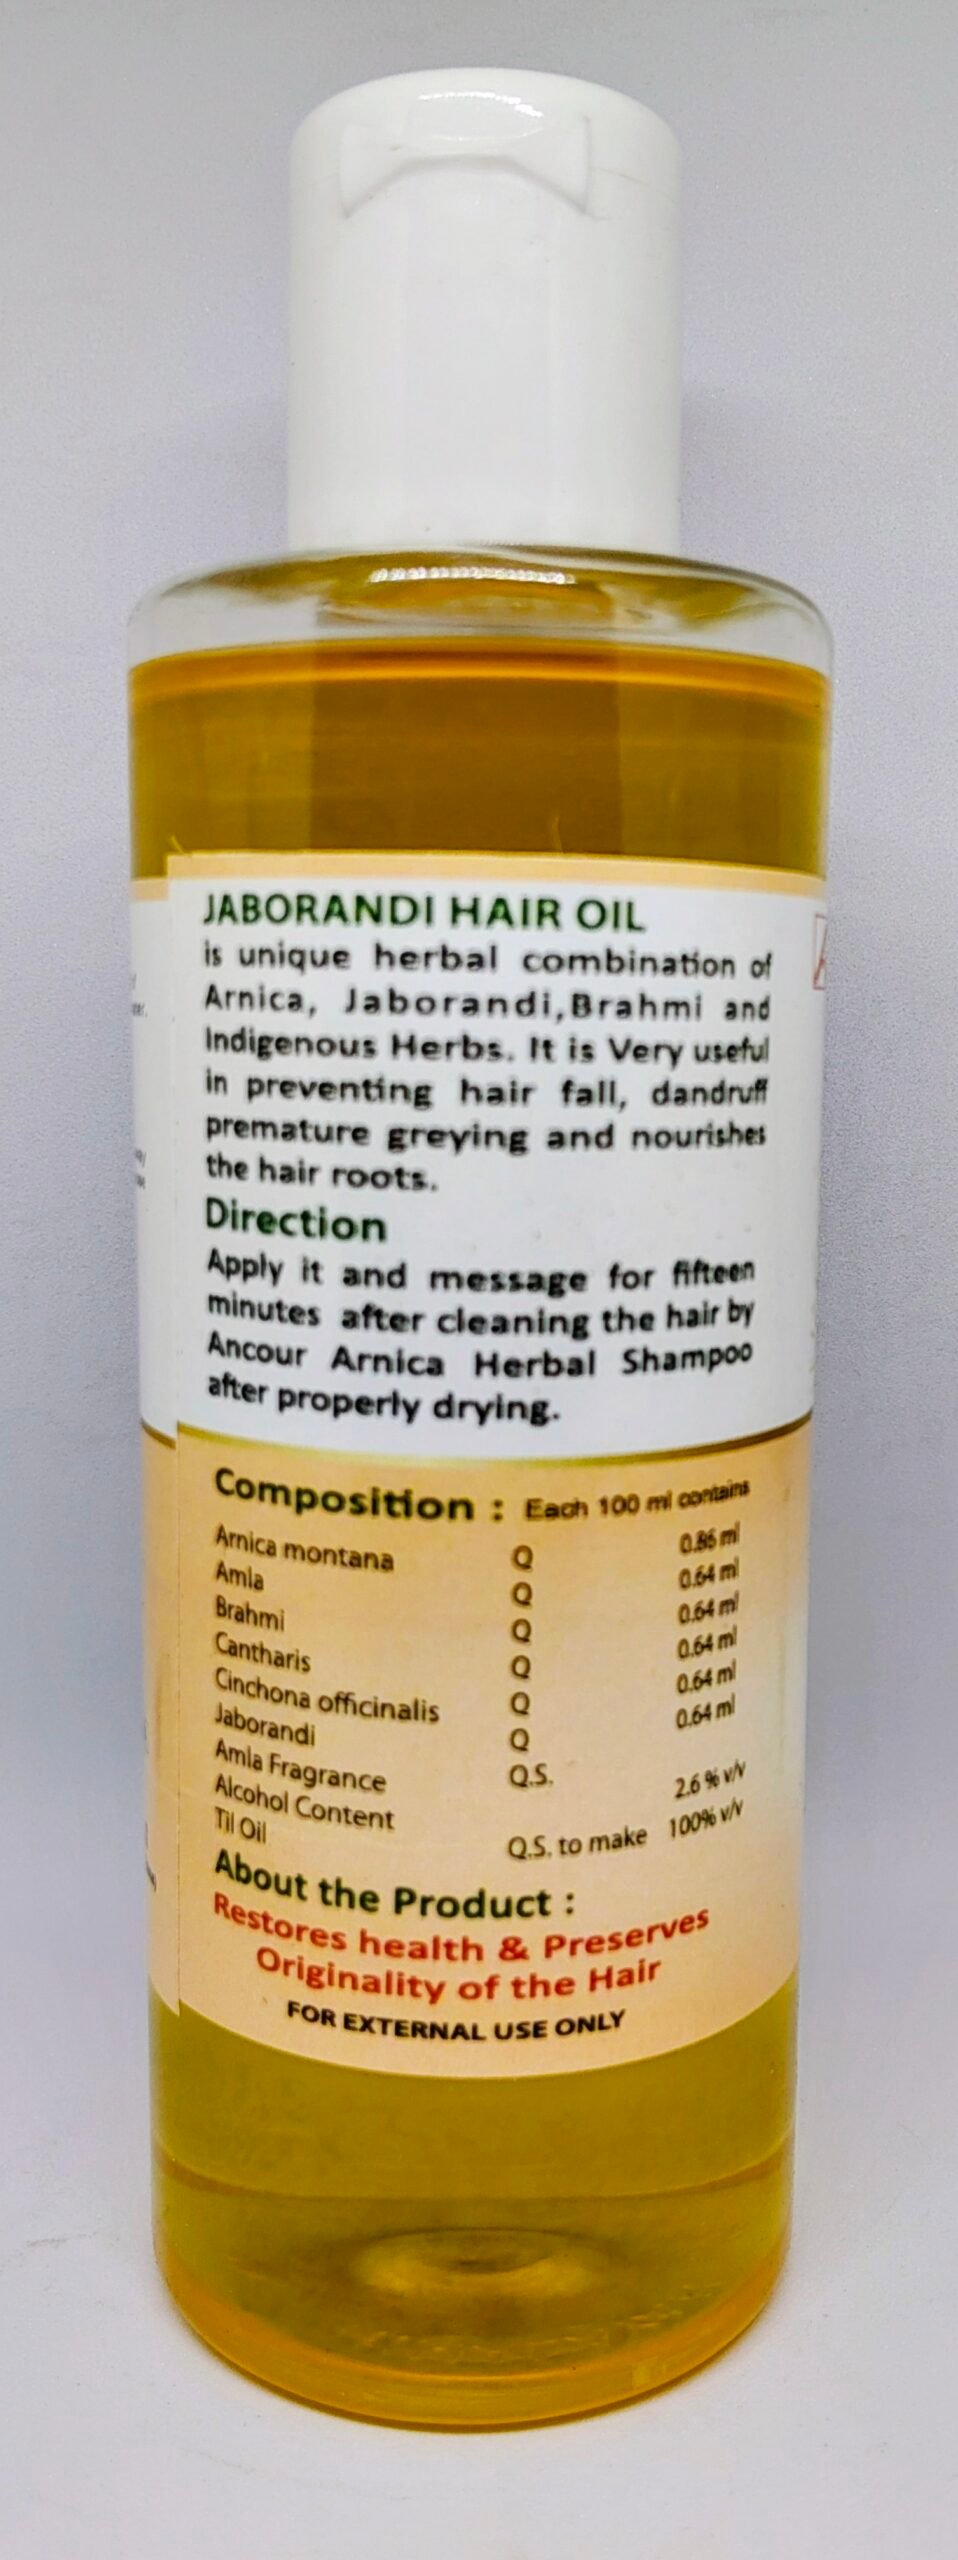 JABORANDI HAIR OIL
is unique herbal combination of
Arnica, Jaborandi,Brahmi and
Indigenous Herbs. It is Very useful
in preventing hair fall, dandruff
premature greying and nourishes
the hair roots.
Direction
Apply it and message for fifteen
minutes after cleaning the hair by
Ancour Arnica Herbal Shampoo
after properly drying.
Composition : Each 100 ml contains
Arnica montana Q 0.86 ml
Amla Q 0.64 ml
Brahmi Q 0.64 ml
Cantharis Q 0.64 ml
Cinchona officinalis Q 0.64 ml
Jaborandi Q 0.64 ml
Amla Fragrance Q.S.
Alcohol Content 2.6 % v/v
Til Oil Q.S. to make 100% v/v
About the Product :
Restores health & Preserves
Originality of the Hair
FOR EXTERNAL USE ONLY